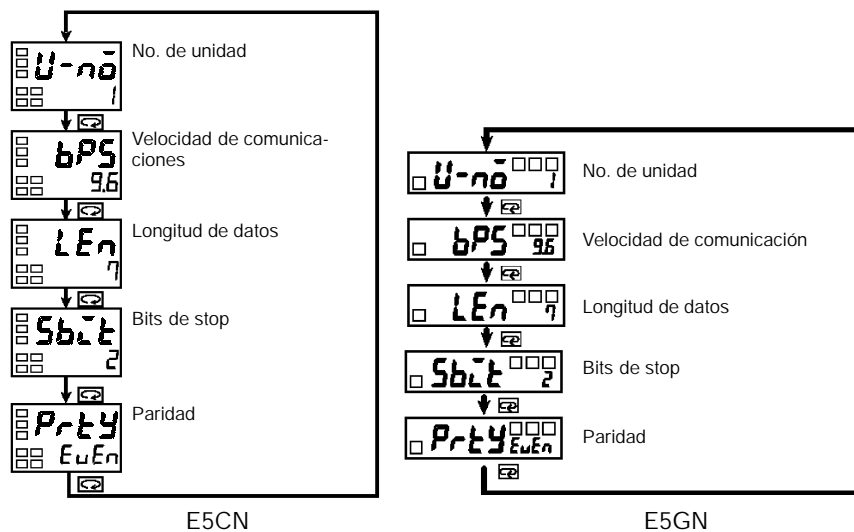 U-no
1
No. de unidad
bPS
9.6
Velocidad de comunica-
ciones
LEn
7
Longitud de datos
Sbit
2
Bits de stop
PrtY
EuEn
Paridad
E5CN
U-no
1
No. de unidad
bPS
9.6
Velocidad de comunicación
LEn
7
Longitud de datos
Sbit
2
Bits de stop
PrtY
EuEn
Paridad
E5GN